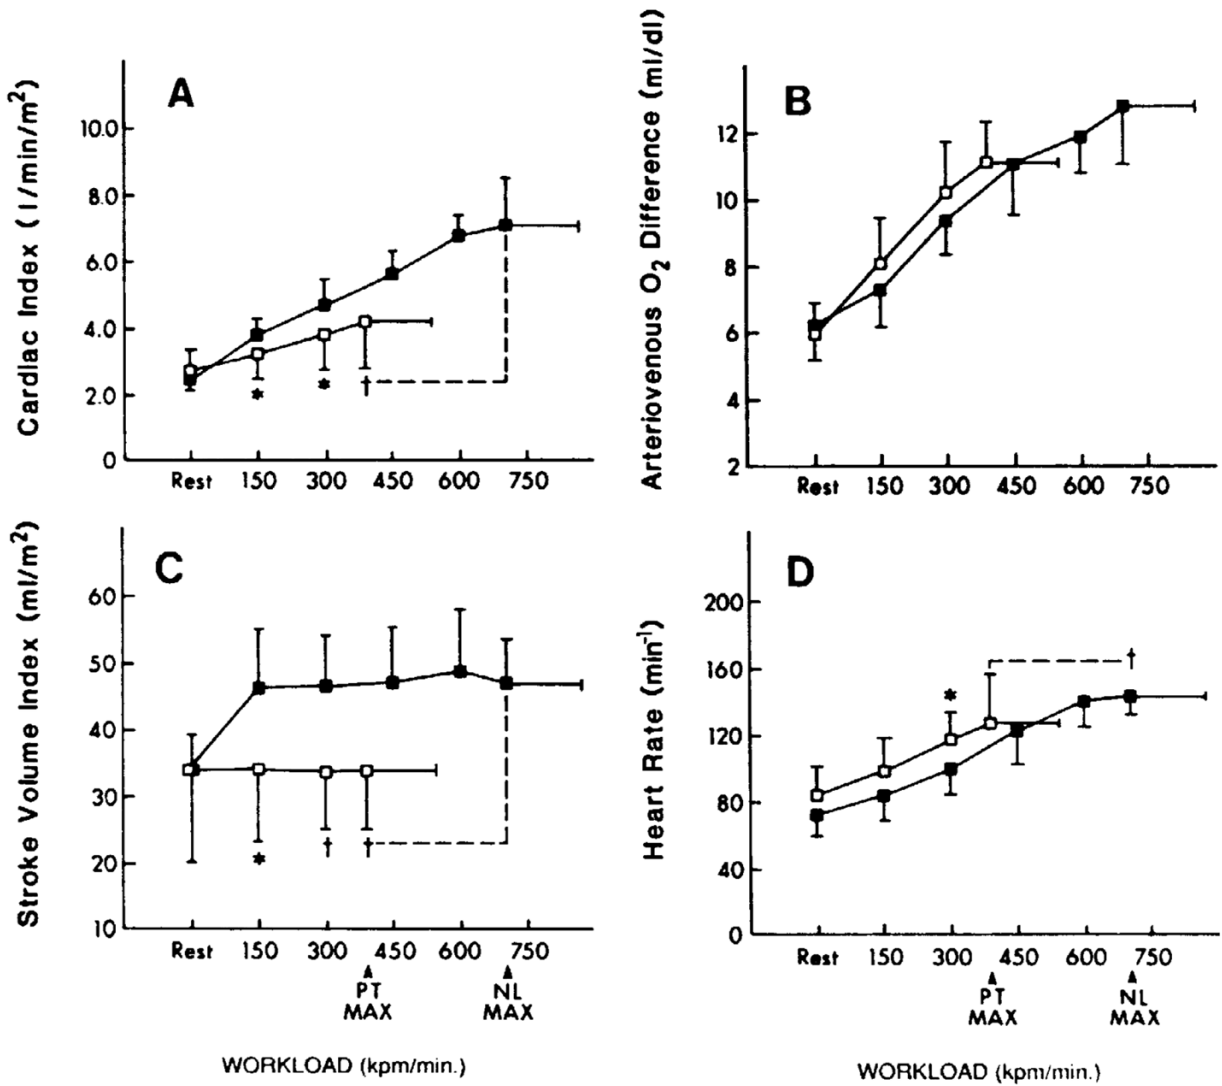 A
Cardiac Index (l/min/m²)
10.0
8.0
6.0
4.0
2.0
0
*
*
†
Rest 150 300 450 600 750
B
Arteriovenous O₂ Difference (ml/dl)
12
10
8
6
4
2
Rest 150 300 450 600 750
C
Stroke Volume Index (ml/m²)
60
50
40
30
20
10
*
†
†
Rest 150 300 450 600 750
PT
MAX
NL
MAX
WORKLOAD (kpm/min.)
D
Heart Rate (min⁻¹)
200
160
120
80
40
0
*
†
Rest 150 300 450 600 750
PT
MAX
NL
MAX
WORKLOAD (kpm/min.)